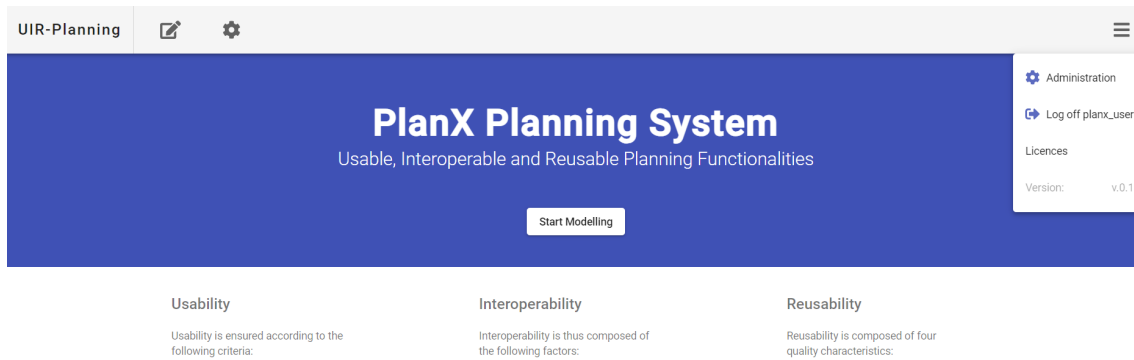 UIR-Planning
Administration
Log off planx_user
Licences
Version: v.0.1
PlanX Planning System
Usable, Interoperable and Reusable Planning Functionalities
Start Modelling
Usability
Usability is ensured according to the
following criteria:
Interoperability
Interoperability is thus composed of
the following factors:
Reusability
Reusability is composed of four
quality characteristics: